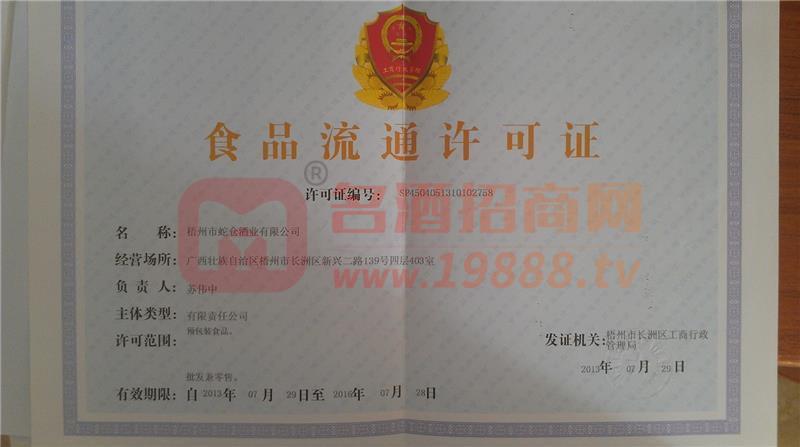 工商行政管理
食品流通许可证
许可证编号： SP4504051310102758
®
名酒招商网
www.19888.tv
名 称： 梧州市蛇仓酒业有限公司
经营场所： 广西壮族自治区梧州市长洲区新兴二路139号四层403室
负 责 人： 苏伟中
主体类型： 有限责任公司
许可范围： 预包装食品。
批发兼零售。
发证机关： 梧州市长洲区工商行政
管理局
2013年 07月 29日
有效期限： 自 2013年 07月 29日至 2016年 07月 28日